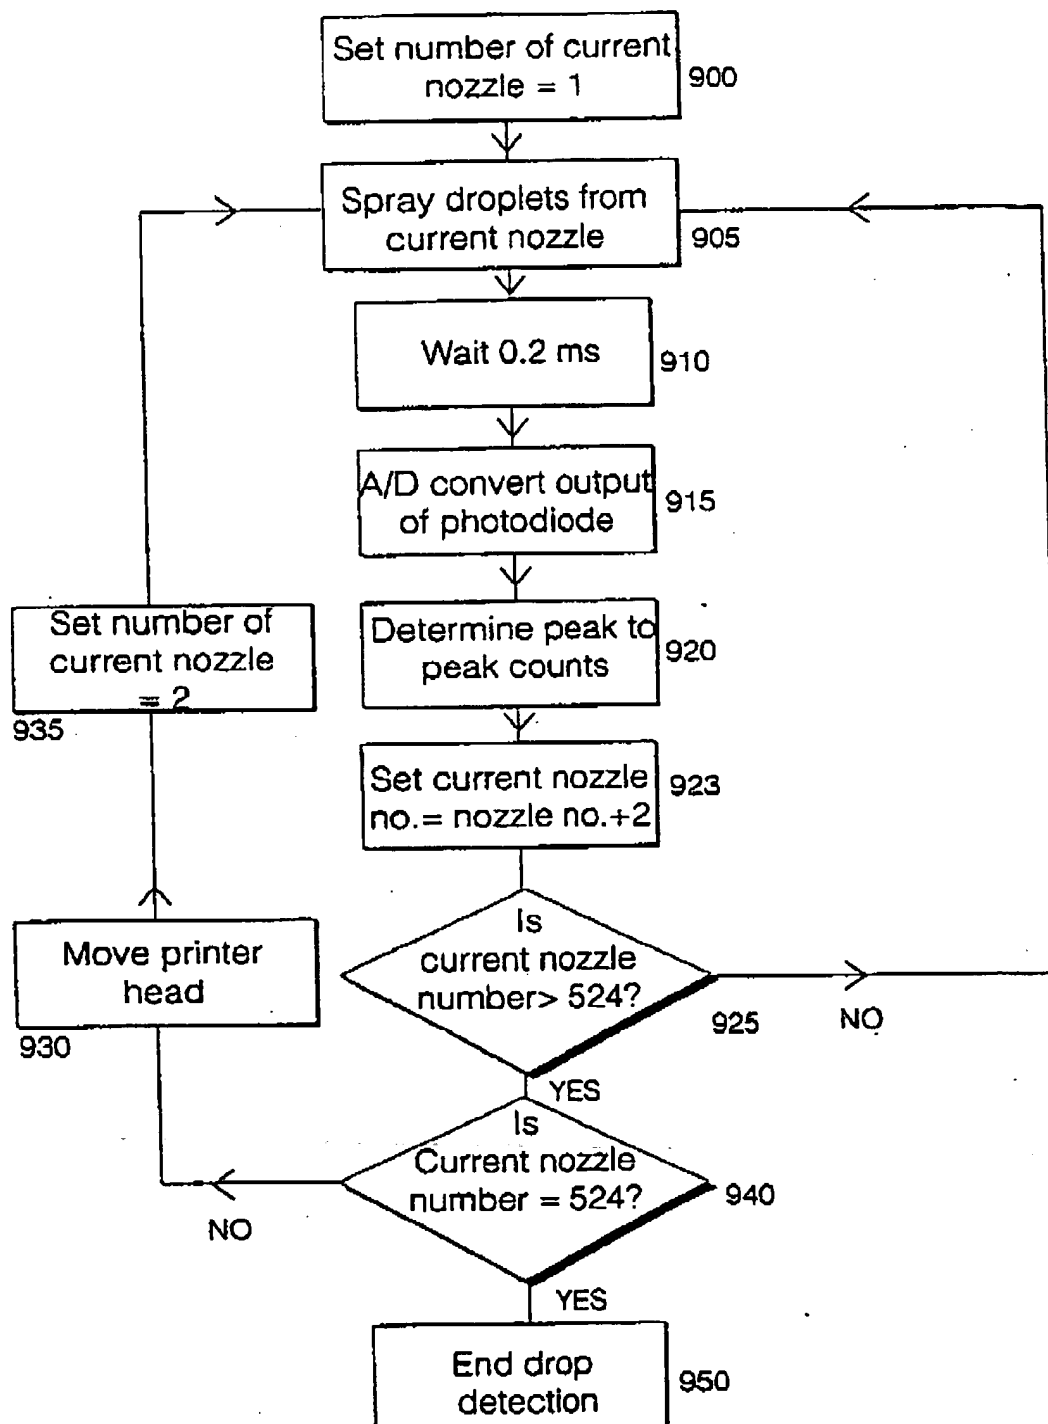 Set number of current
nozzle = 1
900
Spray droplets from
current nozzle
905
Wait 0.2 ms
910
A/D convert output
of photodiode
915
Determine peak to
peak counts
920
Set number of
current nozzle
= 2
935
Set current nozzle
no.= nozzle no.+2
923
Is
current nozzle
number> 524?
925
NO
YES
Move printer
head
930
Is
Current nozzle
number = 524?
940
NO
YES
End drop
detection
950